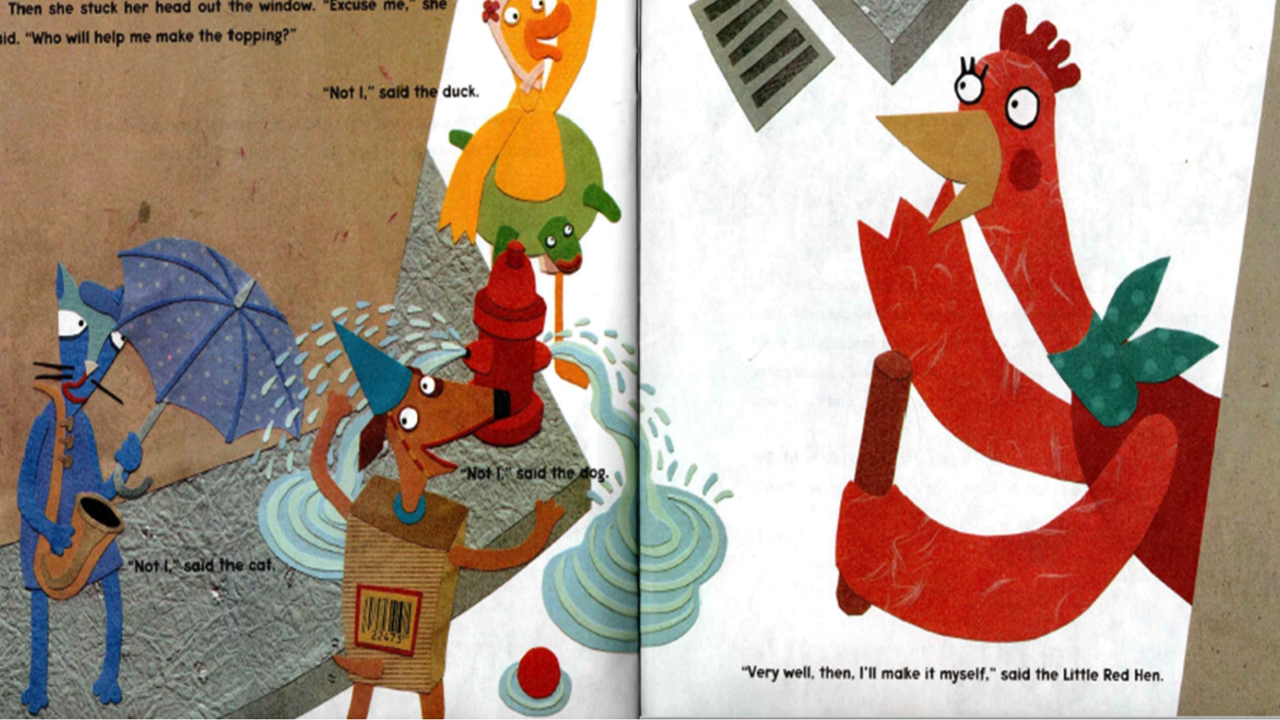 Then she stuck her head out the window. "Excuse me," she
aid. "Who will help me make the topping?"
"Not I," said the duck.
"Not I," said the dog.
"Not I," said the cat.
22473
"Very well, then, I'll make it myself," said the Little Red Hen.